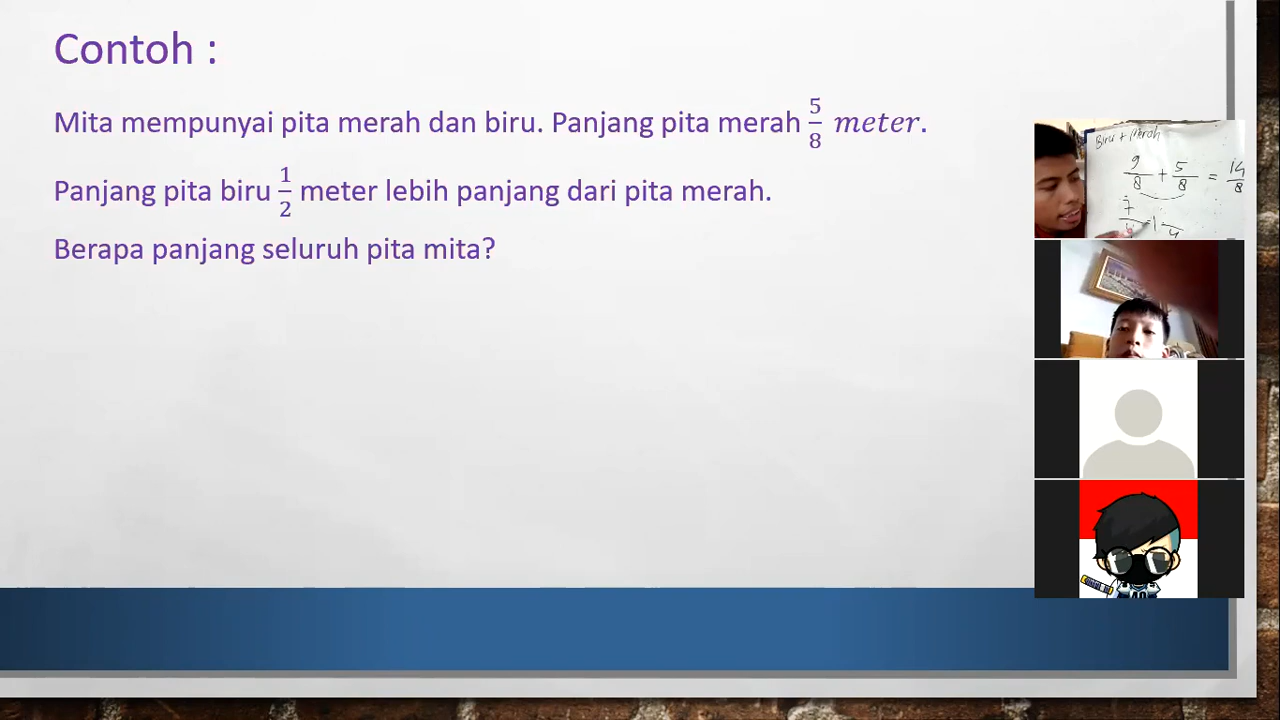 Contoh :
Mita mempunyai pita merah dan biru. Panjang pita merah 5/8 meter.
Panjang pita biru 1/2 meter lebih panjang dari pita merah.
Berapa panjang seluruh pita mita?
Biru + Merah
9/8 + 5/8 = 14/8